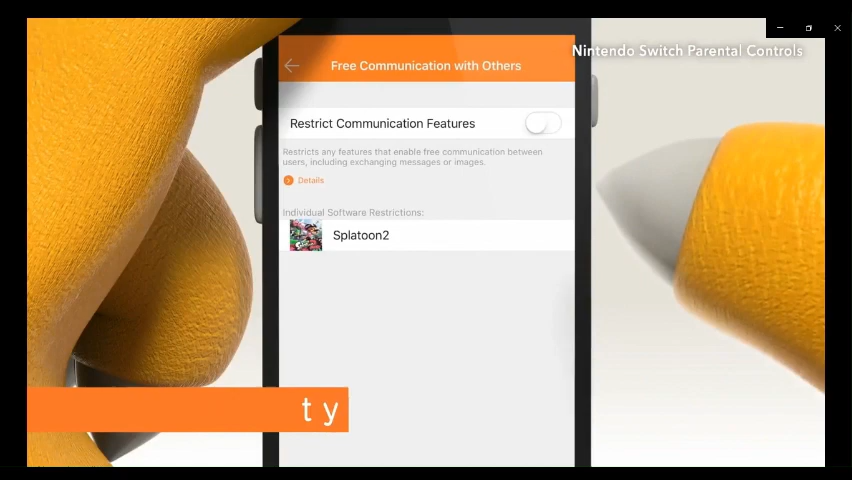 Nintendo Switch Parental Controls
Free Communication with Others
Restrict Communication Features
Restricts any features that enable free communication between
users, including exchanging messages or images.
Details
Individual Software Restrictions:
Splatoon2
ty